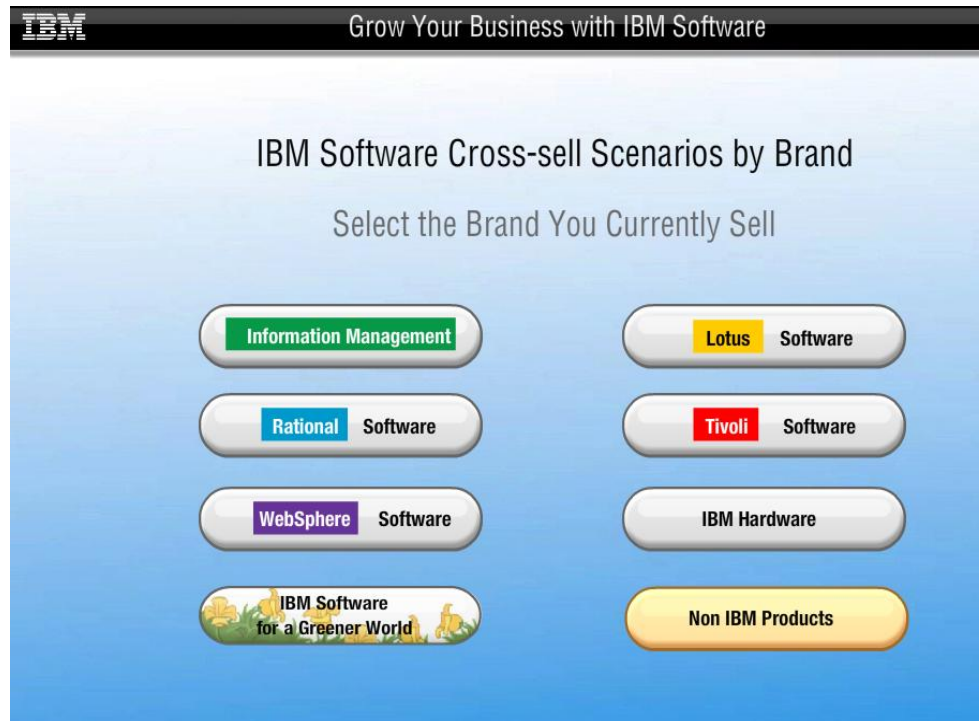 IBM
Grow Your Business with IBM Software
IBM Software Cross-sell Scenarios by Brand
Select the Brand You Currently Sell
Information Management
Lotus Software
Rational Software
Tivoli Software
WebSphere Software
IBM Hardware
IBM Software
for a Greener World
Non IBM Products